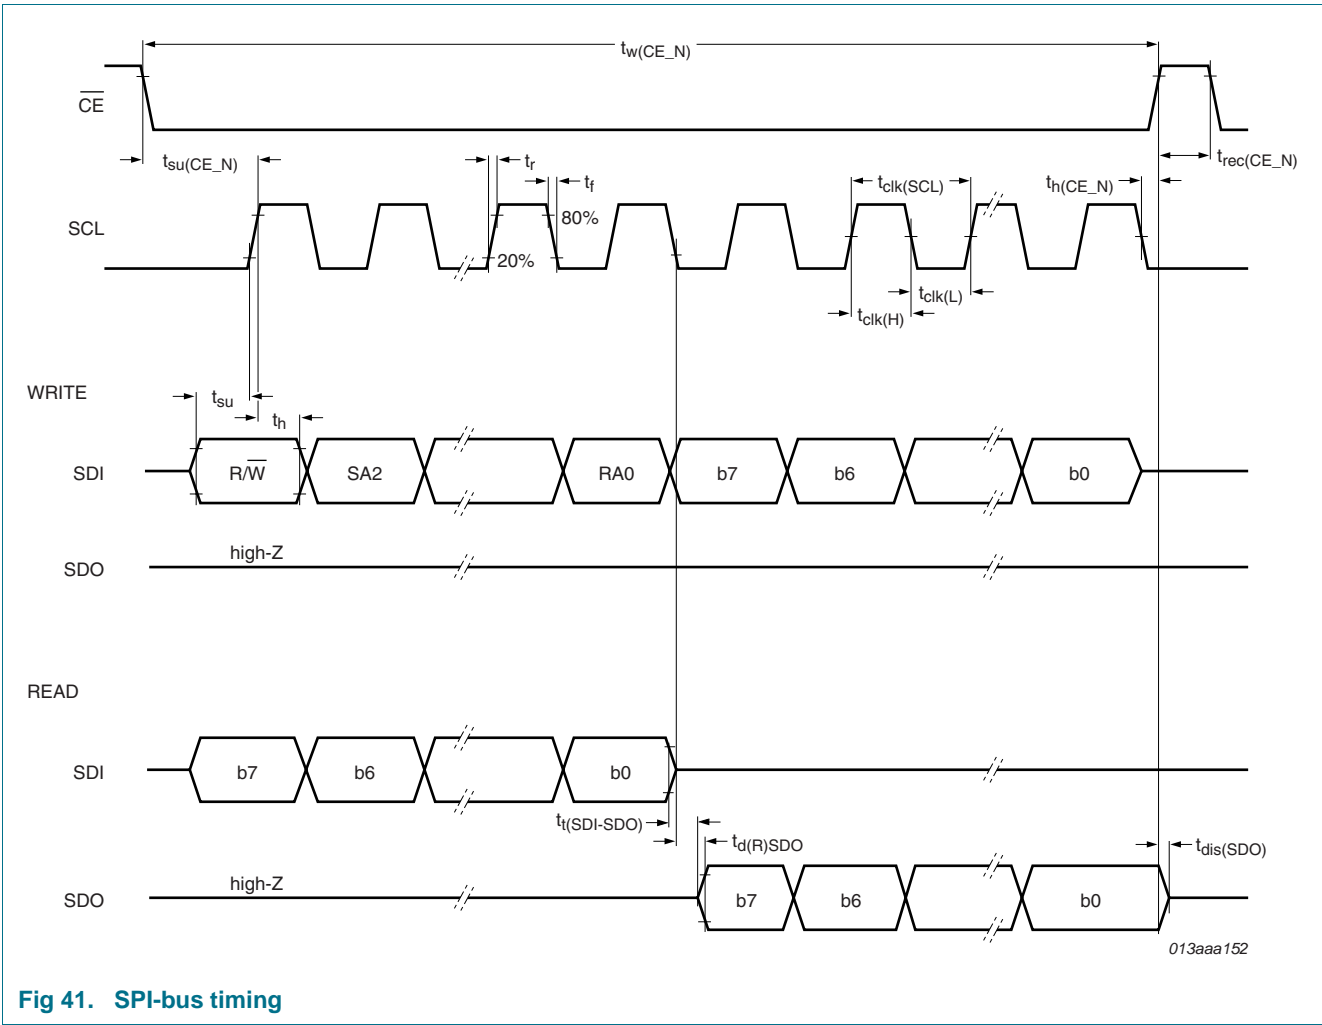 tw(CE_N)
CE
tsu(CE_N)
tr
tf
tclk(SCL)
th(CE_N)
trec(CE_N)
SCL
80%
20%
tclk(H)
tclk(L)
WRITE
tsu
th
SDI
R/W
SA2
RA0
b7
b6
b0
SDO
high-Z
READ
SDI
b7
b6
b0
tt(SDI-SDO)
td(R)SDO
tdis(SDO)
SDO
high-Z
b7
b6
b0
013aaa152
Fig 41. SPI-bus timing